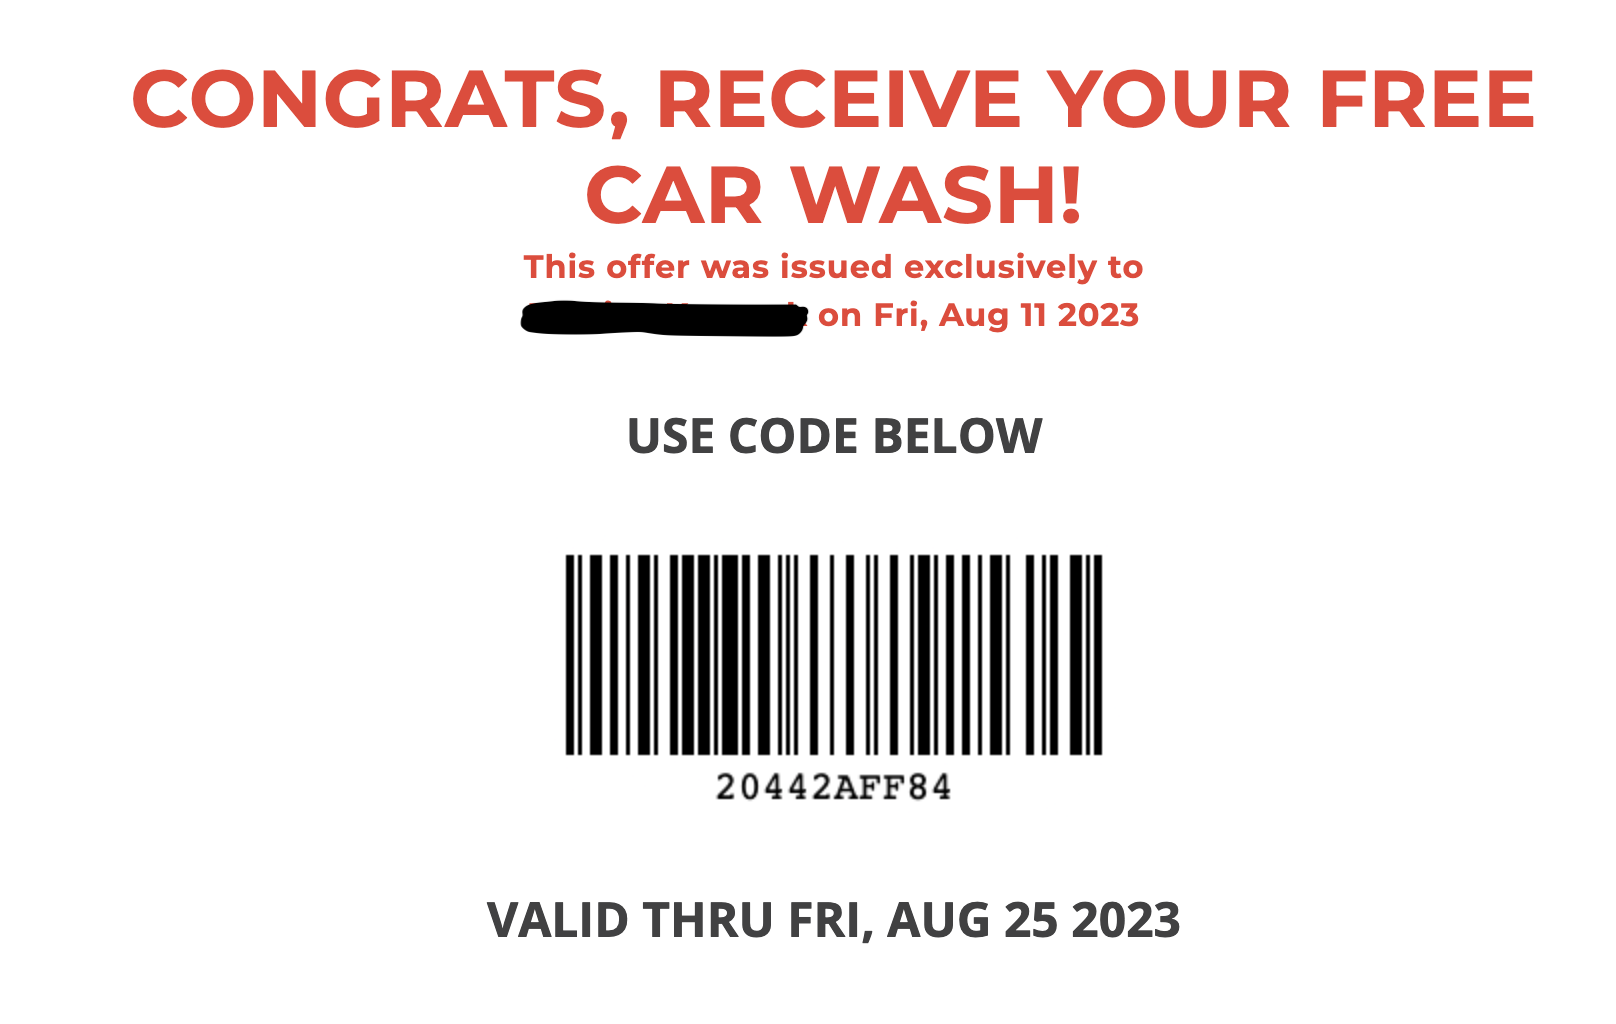 CONGRATS, RECEIVE YOUR FREE
CAR WASH!
This offer was issued exclusively to
on Fri, Aug 11 2023
USE CODE BELOW
20442AFF84
VALID THRU FRI, AUG 25 2023